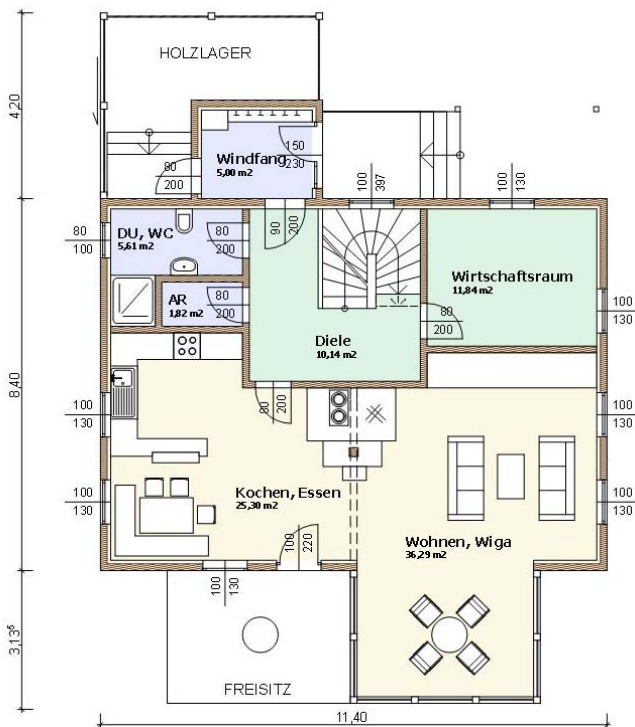 HOLZLAGER
4,20
Windfang
5,00 m2
150
230
80
200
100
397
100
130
DU, WC
5,61 m2
80
200
90
200
80
100
Wirtschaftsraum
11,84 m2
AR
1,82 m2
80
200
80
200
100
130
Diele
10,14 m2
8,40
80
200
100
130
100
130
Kochen, Essen
25,30 m2
100
130
100
130
100
220
Wohnen, Wiga
36,29 m2
100
130
3,13⁵
FREISITZ
11,40